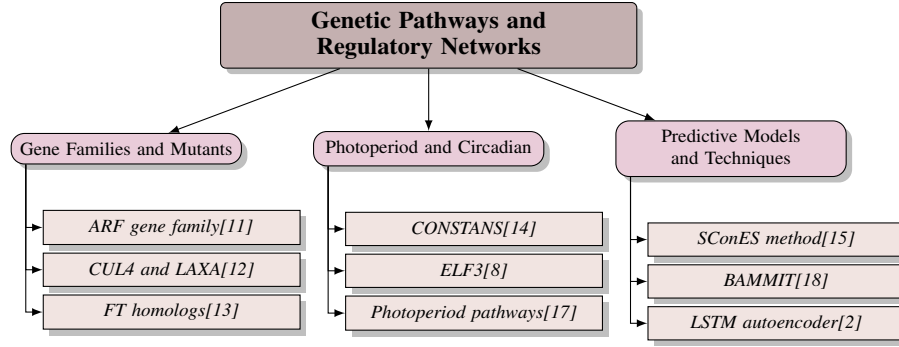 Genetic Pathways and
Regulatory Networks
Gene Families and Mutants
ARF gene family[11]
CUL4 and LAXA[12]
FT homologs[13]
Photoperiod and Circadian
CONSTANS[14]
ELF3[8]
Photoperiod pathways[17]
Predictive Models
and Techniques
SConES method[15]
BAMMIT[18]
LSTM autoencoder[2]